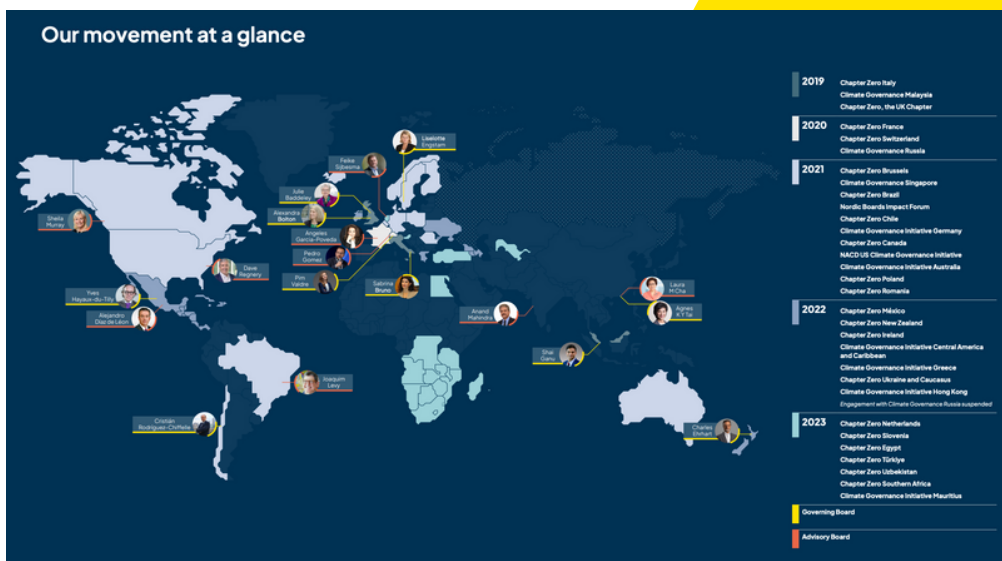 Our movement at a glance
Liselotte
Engstam
Feike
Sijbesma
Julie
Baddeley
Alexandra
Bolton
Sheila
Murray
Angeles
Garcia-Poveda
Pedro
Gomez
Dave
Regnery
Pim
Valdre
Sabrina
Bruno
Yves
Hayaux-du-Tilly
Alejandro
Díaz de Léon
Laura
M Cha
Anand
Mahindra
Agnes
K Y Tai
Shai
Ganu
Joaquim
Levy
Cristián
Rodríguez-Chiffelle
Charles
Ehrhart
2019
Chapter Zero Italy
Climate Governance Malaysia
Chapter Zero, the UK Chapter
2020
Chapter Zero France
Chapter Zero Switzerland
Climate Governance Russia
2021
Chapter Zero Brussels
Climate Governance Singapore
Chapter Zero Brazil
Nordic Boards Impact Forum
Chapter Zero Chile
Climate Governance Initiative Germany
Chapter Zero Canada
NACD US Climate Governance Initiative
Climate Governance Initiative Australia
Chapter Zero Poland
Chapter Zero Romania
2022
Chapter Zero México
Chapter Zero New Zealand
Chapter Zero Ireland
Climate Governance Initiative Central America
and Caribbean
Climate Governance Initiative Greece
Chapter Zero Ukraine and Caucasus
Climate Governance Initiative Hong Kong
Engagement with Climate Governance Russia suspended
2023
Chapter Zero Netherlands
Chapter Zero Slovenia
Chapter Zero Egypt
Chapter Zero Türkiye
Chapter Zero Uzbekistan
Chapter Zero Southern Africa
Climate Governance Initiative Mauritius
Governing Board
Advisory Board